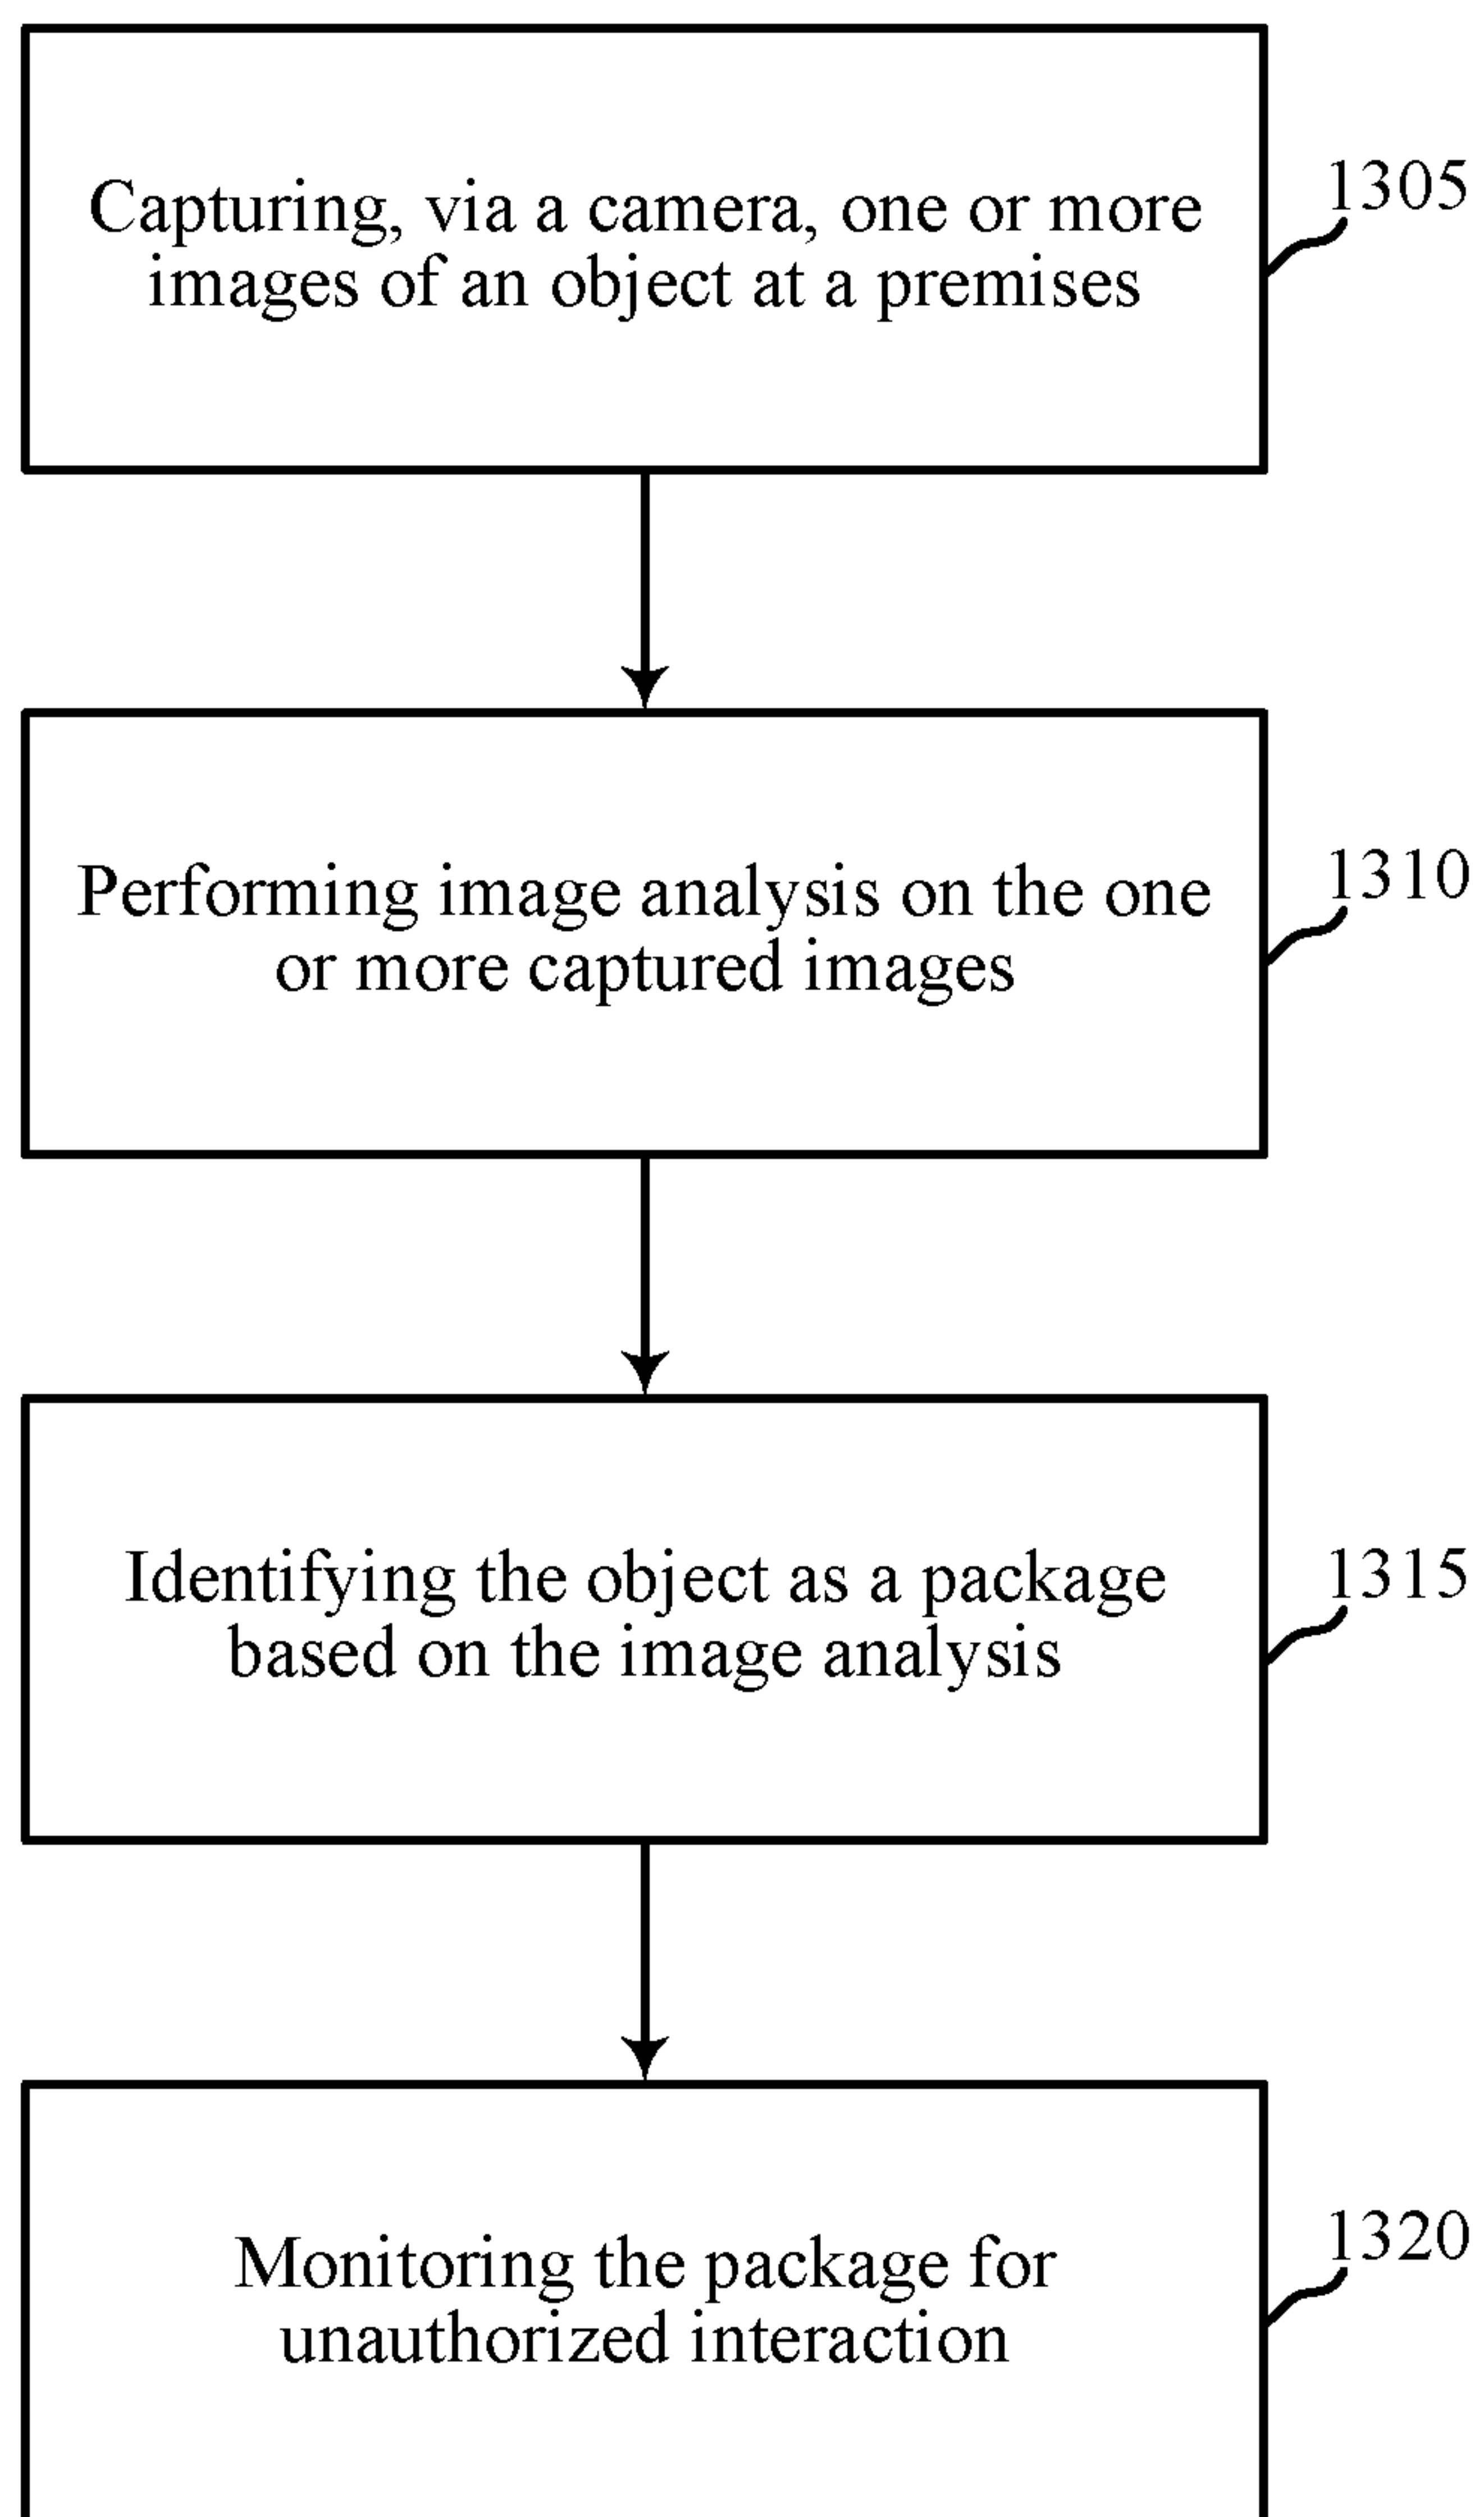 Capturing, via a camera, one or more
images of an object at a premises
1305
Performing image analysis on the one
or more captured images
1310
Identifying the object as a package
based on the image analysis
1315
Monitoring the package for
unauthorized interaction
1320